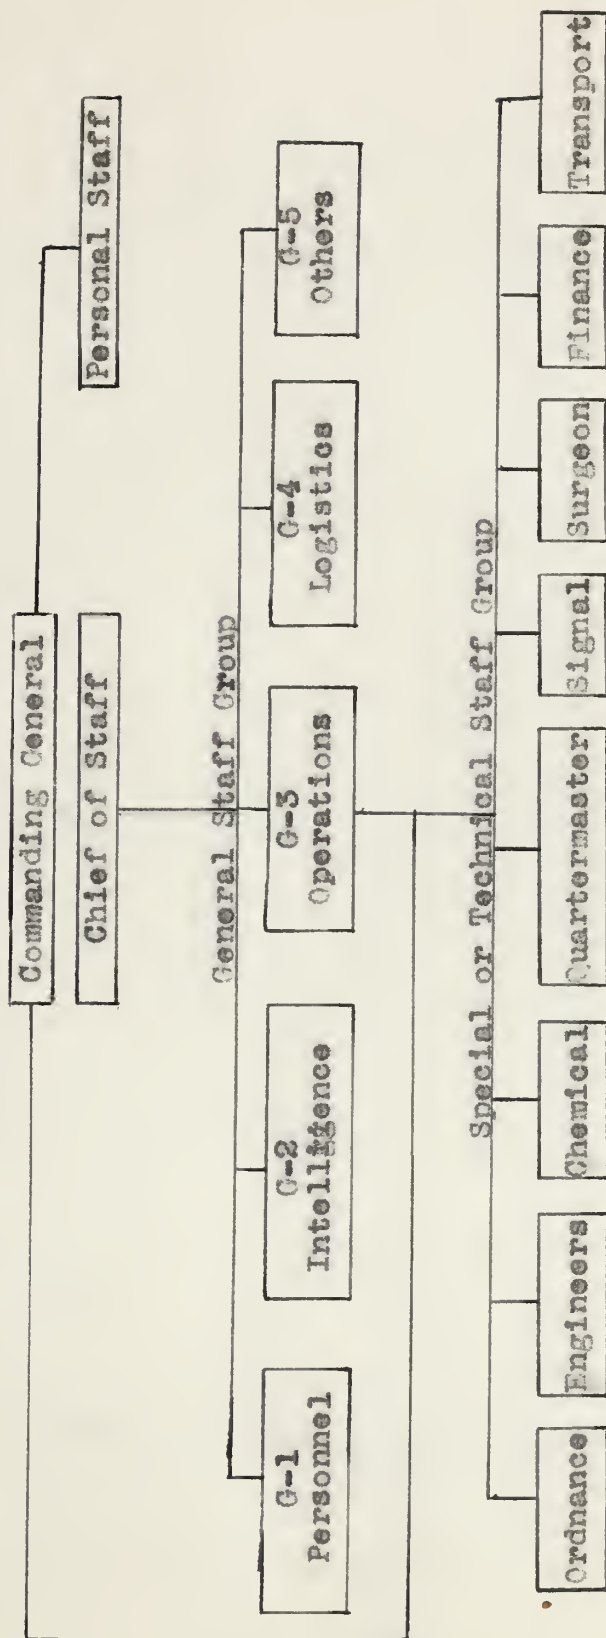 Commanding General
Chief of Staff
Personal Staff
General Staff Group
G-1
Personnel
G-2
Intelligence
G-3
Operations
G-4
Logistics
G-5
Others
Special or Technical Staff Group
Ordnance
Engineers
Chemical
Quartermaster
Signal
Surgeon
Finance
Transport